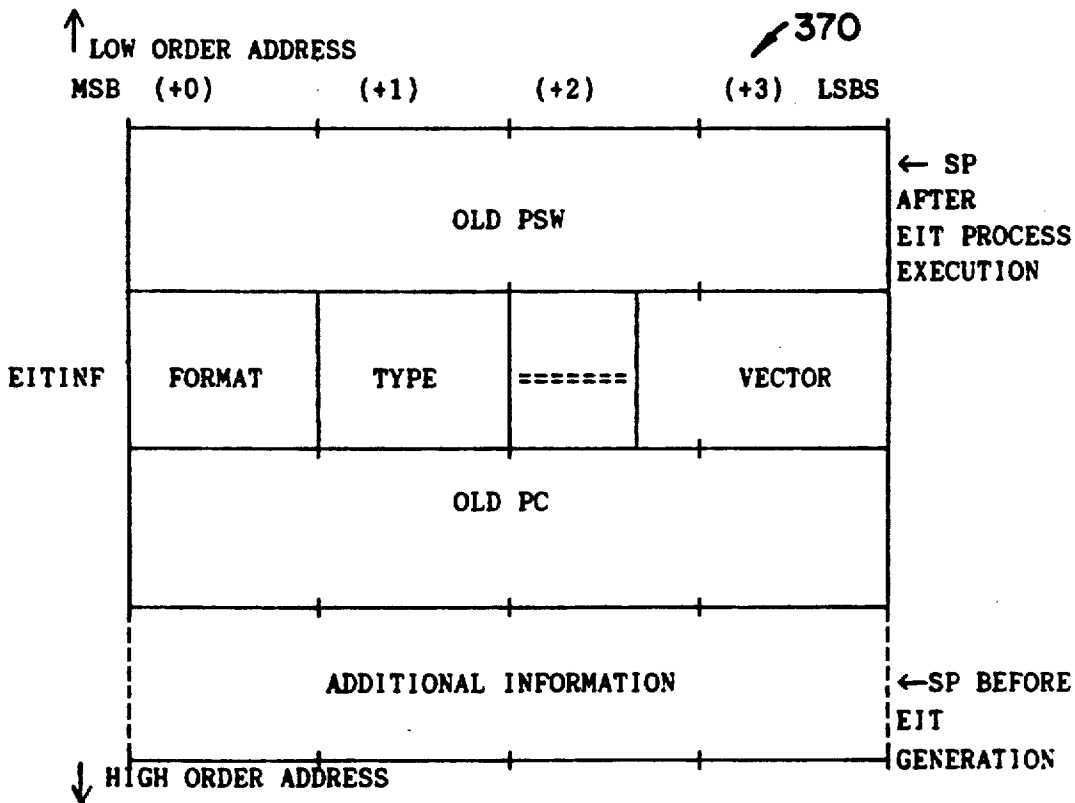 370
↑ LOW ORDER ADDRESS
MSB (+0) (+1) (+2) (+3) LSBS
← SP
AFTER
EIT PROCESS
EXECUTION
OLD PSW
EITINF FORMAT TYPE ======= VECTOR
OLD PC
ADDITIONAL INFORMATION
←SP BEFORE
EIT
GENERATION
↓ HIGH ORDER ADDRESS